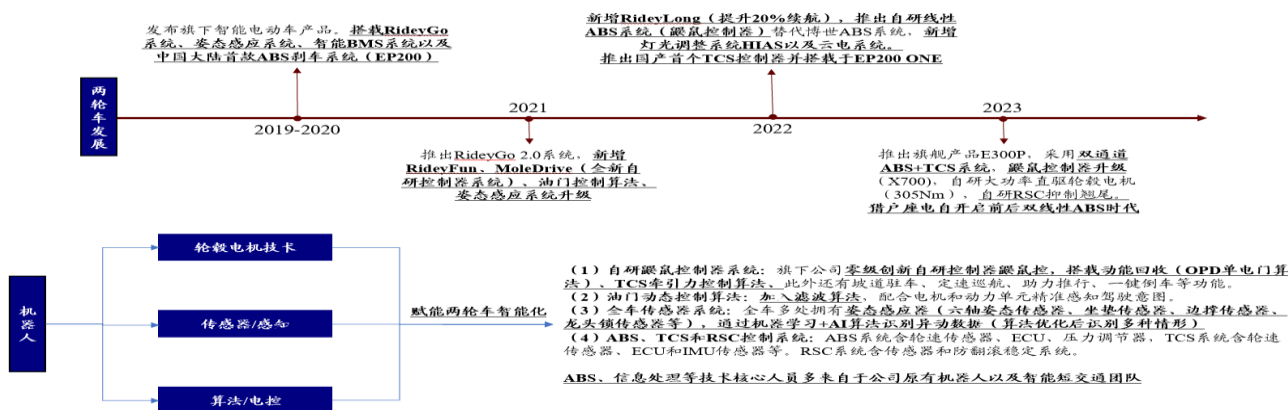 发布旗下智能电动车产品。搭载RideyGo
系统、姿态感应系统、智能BMS系统以及
中国大陆首款ABS刹车系统（EP200）
新增RideyLong（提升20%续航），推出自研线性
ABS系统（鼹鼠控制器）替代博世ABS系统，新增
灯光调整系统HIAS以及云电系统。
推出国产首个TCS控制器并搭载于EP200 ONE
两轮车发展
2019-2020
2021
2022
2023
推出RideyGo 2.0系统，新增
RideyFun、MoleDrive（全新自
研控制器系统）、油门控制算法、
姿态感应系统升级
推出旗舰产品E300P，采用双通道
ABS+TCS系统，鼹鼠控制器升级
（X700），自研大功率直驱轮毂电机
（305Nm），自研RSC抑制翘尾。
借户座电自开启前后双线性ABS时代
机器人
轮毂电机技卡
传感器/感知
算法/电控
赋能两轮车智能化
（1）自研鼹鼠控制器系统：旗下公司零级创新自研控制器鼹鼠控，搭载动能回收（OPD单电门算
法）、TCS牵引力控制算法、此外还有坡道驻车、定速巡航、助力推行、一键倒车等功能。
（2）油门动态控制算法：加入滤波算法，配合电机和动力单元精准感知驾驶意图。
（3）全车传感器系统：全车多处拥有姿态感应器（六轴姿态传感器、坐垫传感器、边撑传感器、
龙头锁传感器等），通过机器学习+AI算法识别异动数据（算法优化后识别多种情形）
（4）ABS、TCS和RSC控制系统：ABS系统含轮速传感器、ECU、压力调节器，TCS系统含轮速
传感器、ECU和IMU传感器等。RSC系统含传感器和防翻滚稳定系统。
ABS、信息处理等技卡核心人员多来自于公司原有机器人以及智能短交通团队